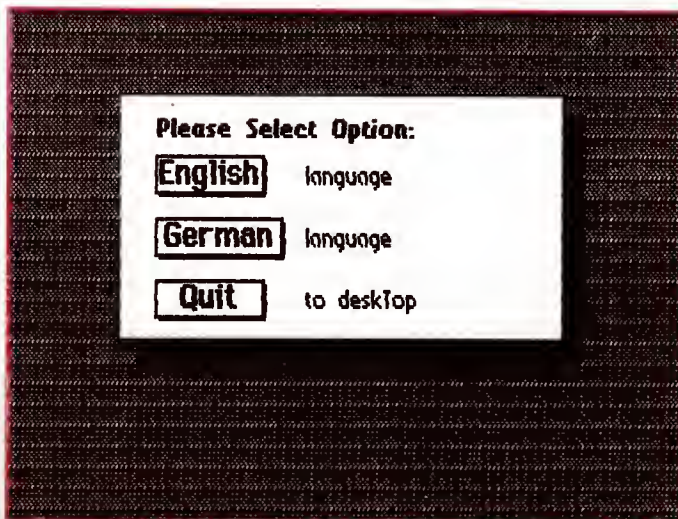 Please Select Option:
English language
German language
Quit to deskTop